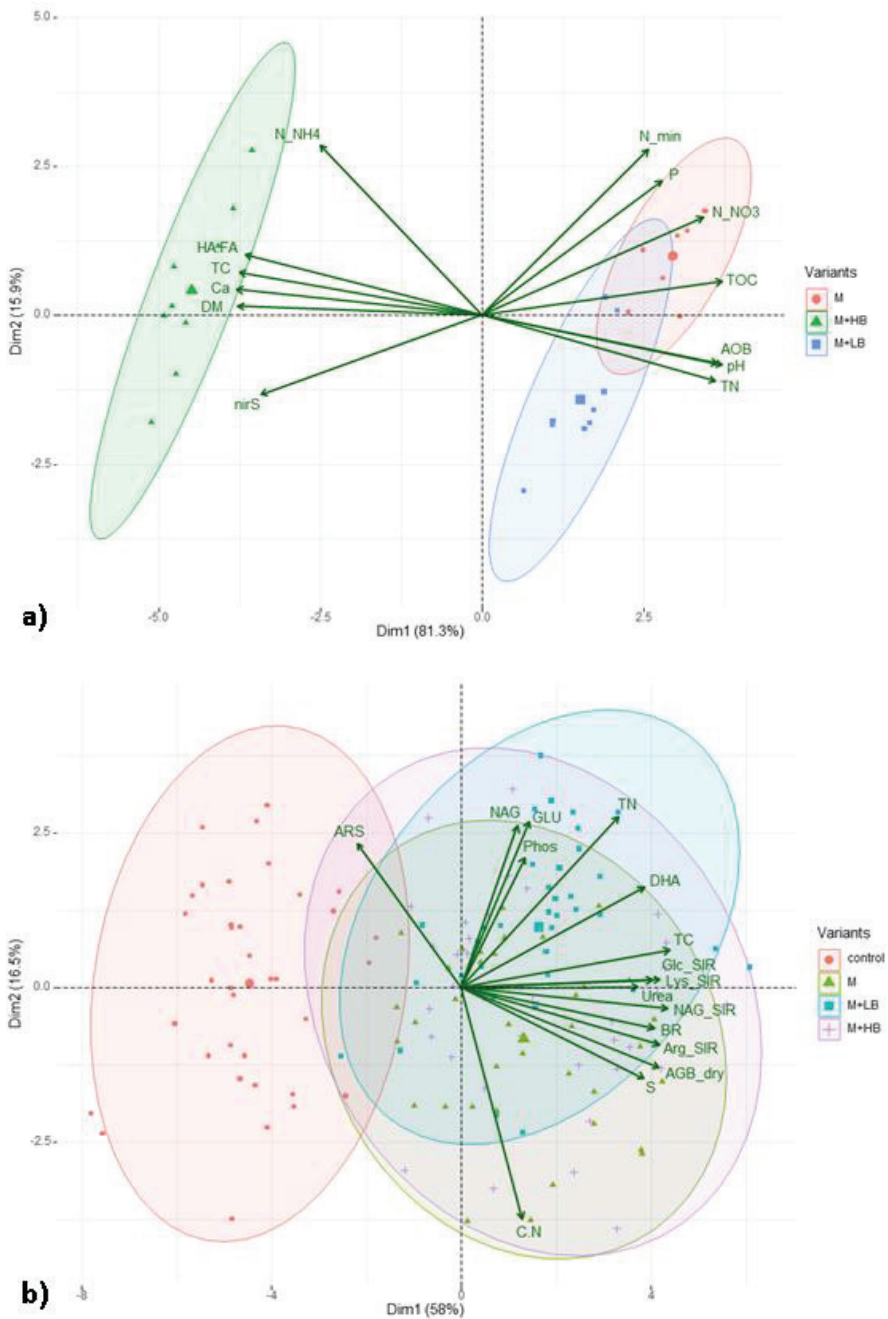 5.0
N_NH4
N_min
2.5
P
N_NO3
HA:FA
TC
TOC
Ca
DM
0.0
AOB
pH
TN
nirS
-2.5
Dim2 (15.9%)
Variants
M
M+HB
M+LB
-5.0 -2.5 0.0 2.5
Dim1 (81.3%)
a)
2.5
NAG GLU TN
ARS
Phos
DHA
TC
Glc_SIR
Lys_SIR
0.0
Urea
NAG_SIR
BR
Arg_SIR
AGB_dry
S
-2.5
C.N
Dim2 (16.5%)
Variants
control
M
M+LB
M+HB
-8 -4 0 4
Dim1 (58%)
b)